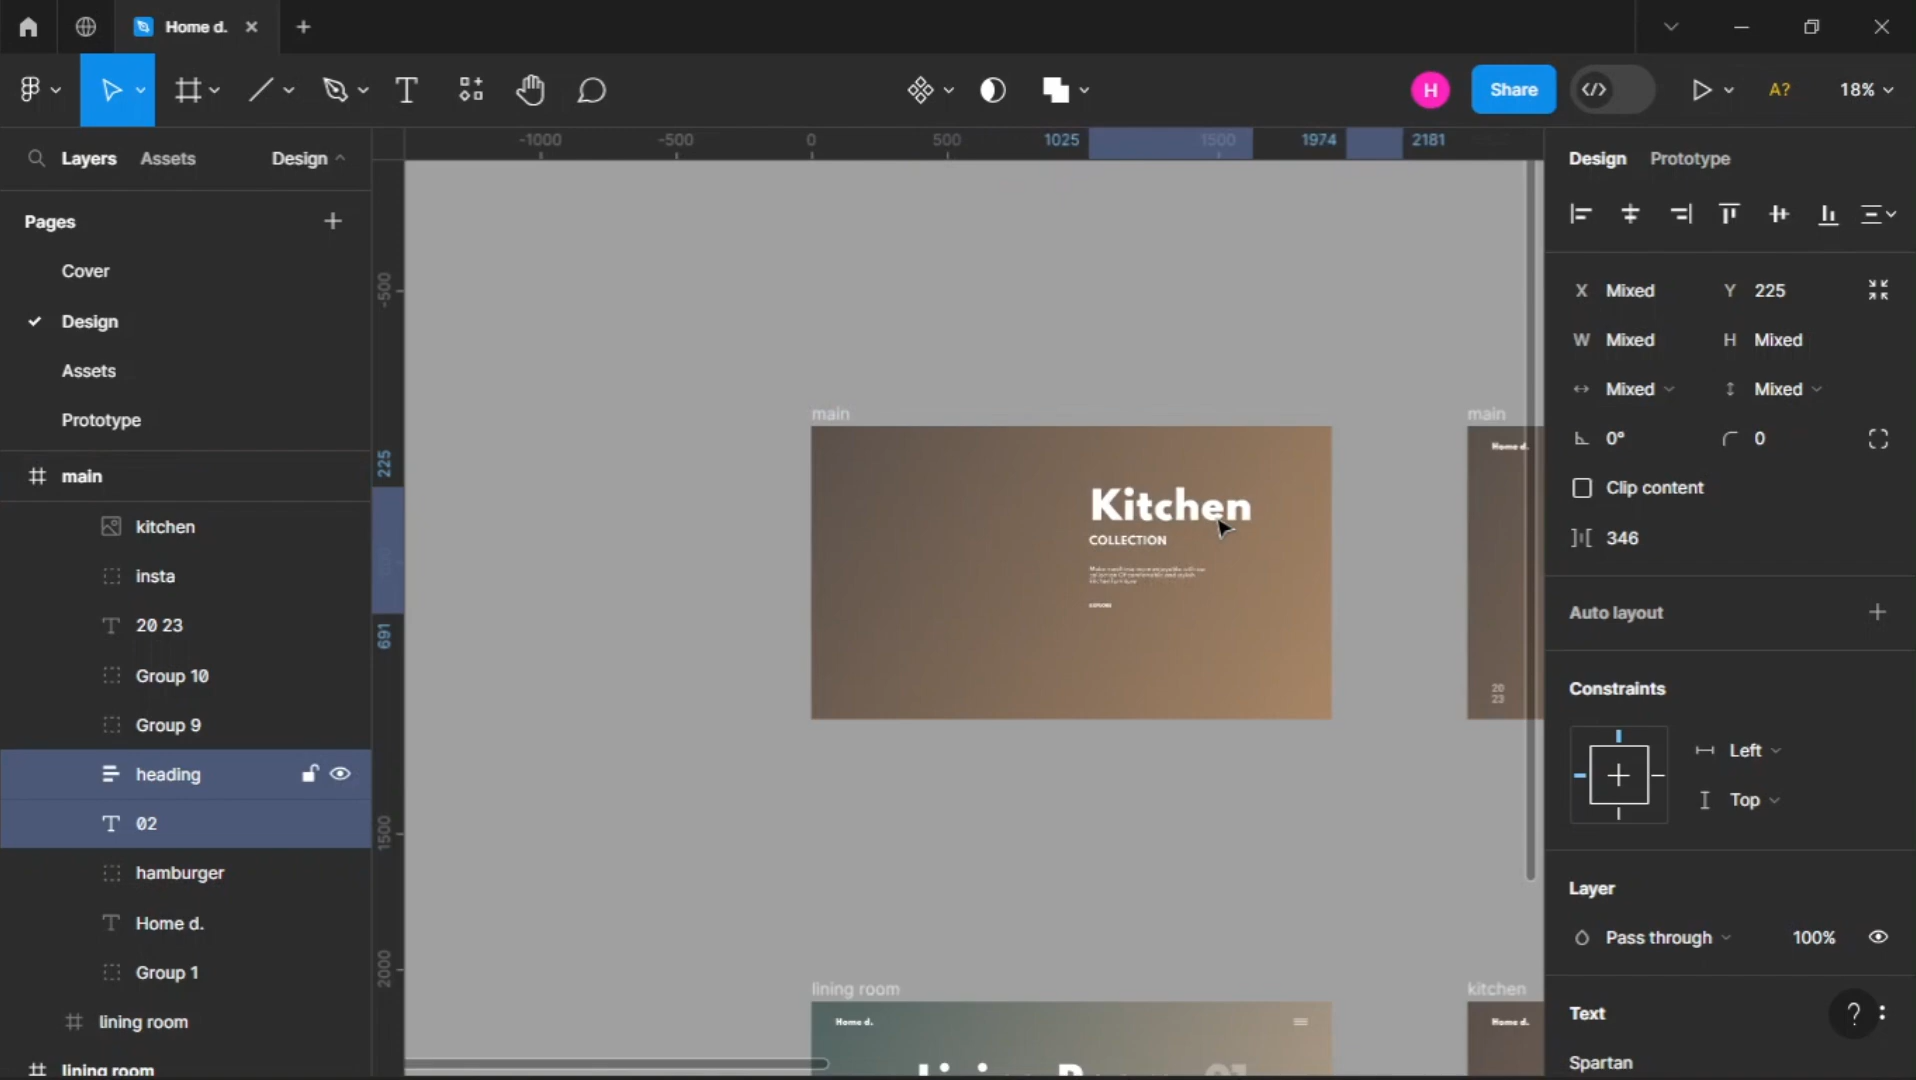 Home d.
Share
18%
A?
H
Layers
Assets
Design
Pages
Cover
Design
Assets
Prototype
main
kitchen
insta
20 23
Group 10
Group 9
heading
02
hamburger
Home d.
Group 1
lining room
lining room
-1000
-500
0
500
1025
1500
1974
2181
-500
225
691
1500
2000
main
Kitchen
COLLECTION
EXPLORE
main
Home d.
20
23
lining room
Home d.
Living Room 01
kitchen
Home d.
Design
Prototype
X Mixed Y 225
W Mixed H Mixed
Mixed Mixed
0° 0
Clip content
346
Auto layout
Constraints
Left
Top
Layer
Pass through 100%
Text
?
Spartan